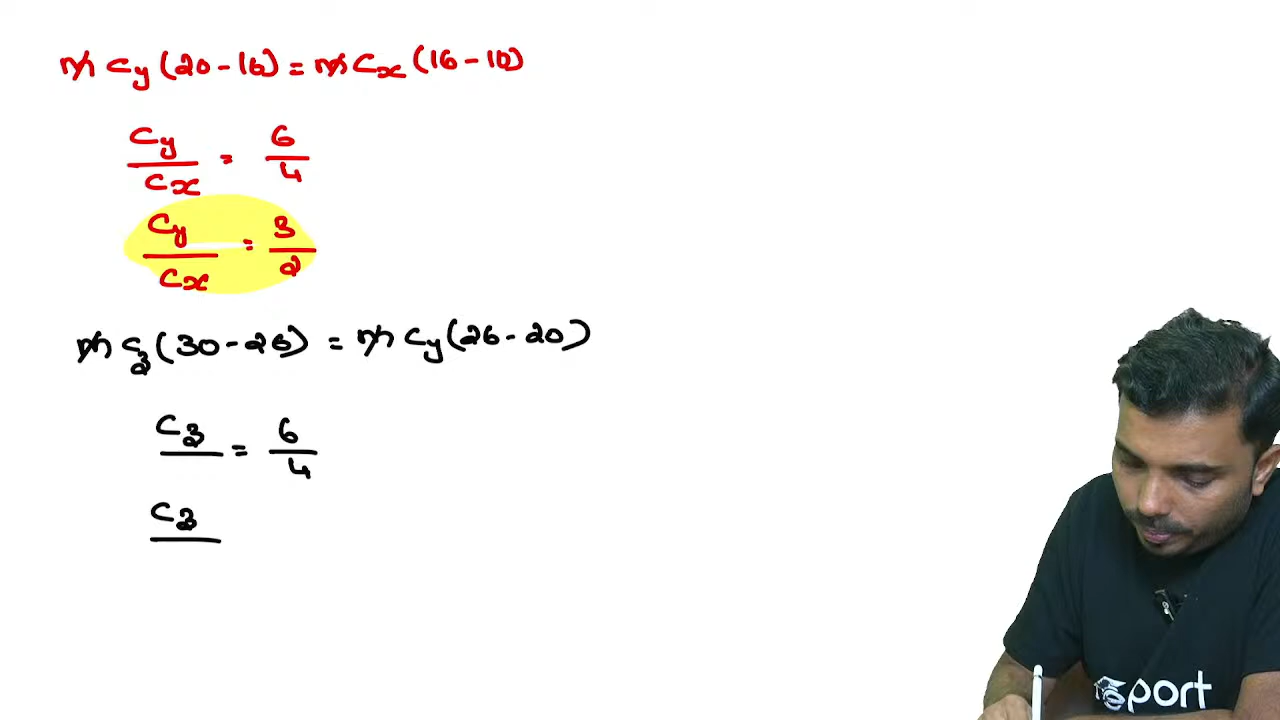 m Cy (20 - 16) = m Cx (16 - 10)
Cy/Cx = 6/4
Cy/Cx = 3/2
m Cz (30 - 26) = m Cy (26 - 20)
Cz/ = 6/4
Cz/
eport